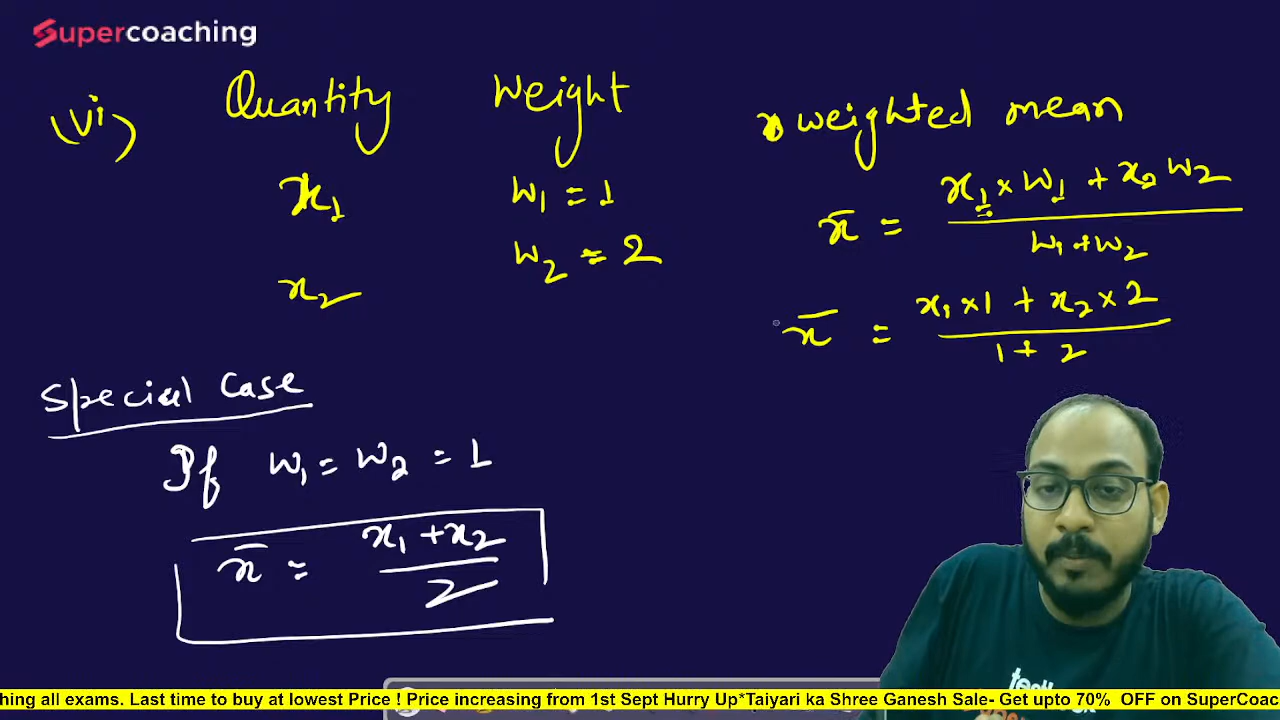 Supercoaching
(vi) Quantity Weight
x1 w1 = 1
x2 w2 = 2
weighted mean
x̄ = x1 × w1 + x2 w2 / w1 + w2
x̄ = x1 × 1 + x2 × 2 / 1 + 2
Special Case
If w1 = w2 = 1
x̄ = x1 + x2 / 2
hing all exams. Last time to buy at lowest Price ! Price increasing from 1st Sept Hurry Up*Taiyari ka Shree Ganesh Sale- Get upto 70% OFF on SuperCoac